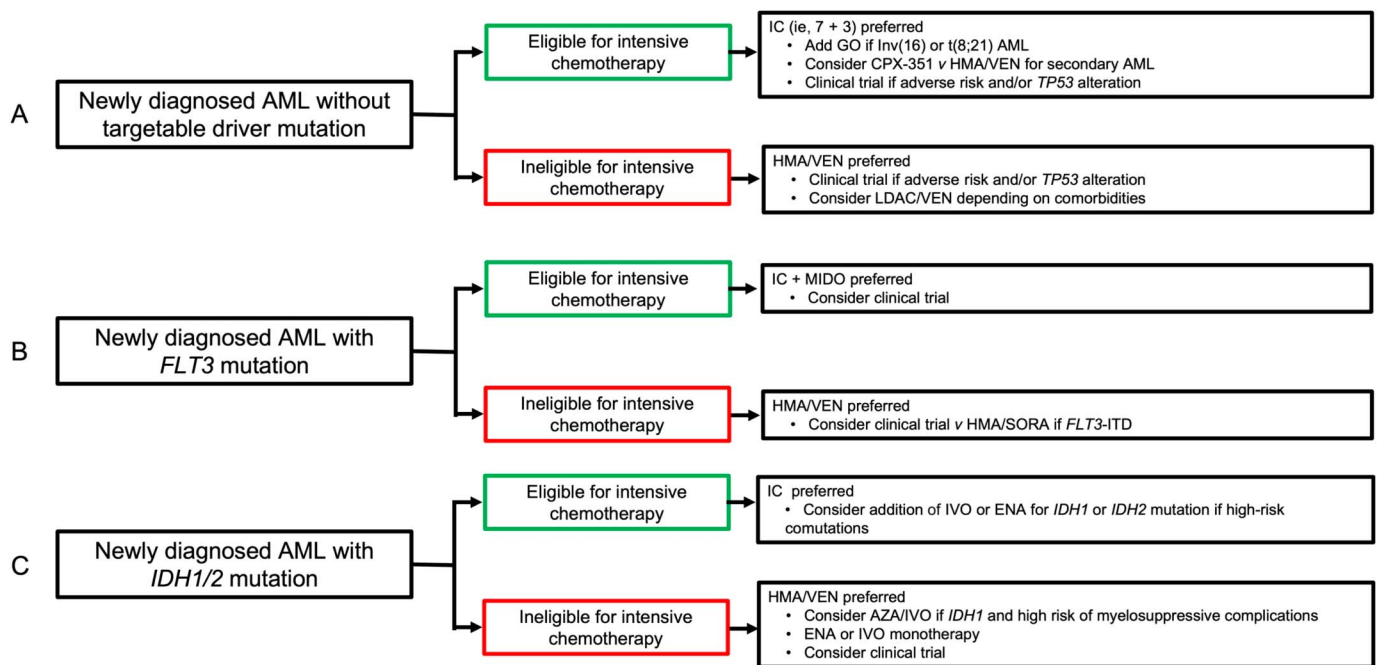 A
Newly diagnosed AML without
targetable driver mutation
Eligible for intensive
chemotherapy
IC (ie, 7 + 3) preferred
• Add GO if Inv(16) or t(8;21) AML
• Consider CPX-351 v HMA/VEN for secondary AML
• Clinical trial if adverse risk and/or TP53 alteration
Ineligible for intensive
chemotherapy
HMA/VEN preferred
• Clinical trial if adverse risk and/or TP53 alteration
• Consider LDAC/VEN depending on comorbidities
B
Newly diagnosed AML with
FLT3 mutation
Eligible for intensive
chemotherapy
IC + MIDO preferred
• Consider clinical trial
Ineligible for intensive
chemotherapy
HMA/VEN preferred
• Consider clinical trial v HMA/SORA if FLT3-ITD
C
Newly diagnosed AML with
IDH1/2 mutation
Eligible for intensive
chemotherapy
IC preferred
• Consider addition of IVO or ENA for IDH1 or IDH2 mutation if high-risk
comutations
Ineligible for intensive
chemotherapy
HMA/VEN preferred
• Consider AZA/IVO if IDH1 and high risk of myelosuppressive complications
• ENA or IVO monotherapy
• Consider clinical trial